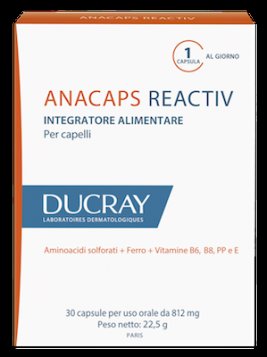 1
CAPSULA
AL GIORNO
ANACAPS REACTIV
INTEGRATORE ALIMENTARE
Per capelli
DUCRAY
LABORATOIRES DERMATOLOGIQUES
Aminoacidi solforati + Ferro + Vitamine B6, B8, PP e E
30 capsule per uso orale da 812 mg
Peso netto: 22,5 g
PARIS